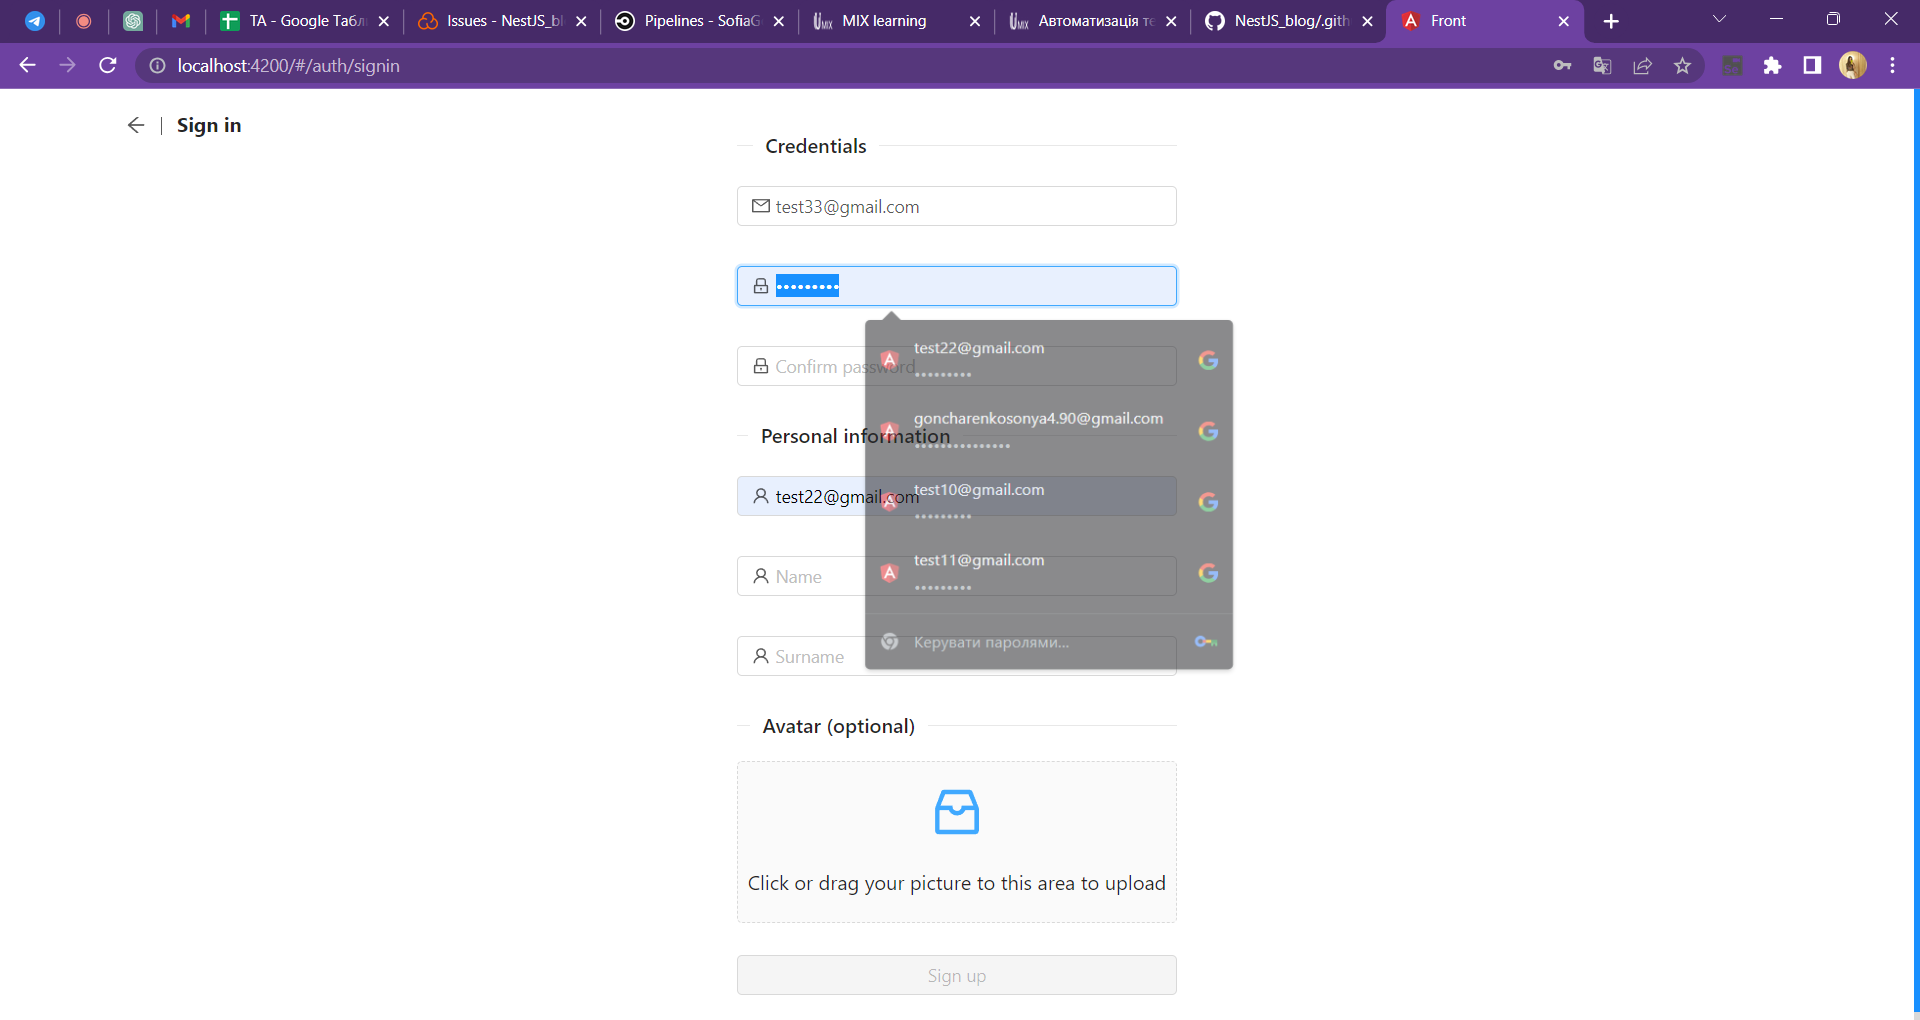 TA - Google Табл
Issues - NestJS_bl
Pipelines - SofiaG
MIX learning
Автоматизація те
NestJS_blog/.gith
Front
localhost:4200/#/auth/signin
Sign in
Credentials
test33@gmail.com
•••••••••
test22@gmail.com
•••••••••
Confirm password
goncharenkosonya4.90@gmail.com
•••••••••••••••
Personal information
test10@gmail.com
•••••••••
test22@gmail.com
test11@gmail.com
•••••••••
Name
Керувати паролями...
Surname
Avatar (optional)
Click or drag your picture to this area to upload
Sign up